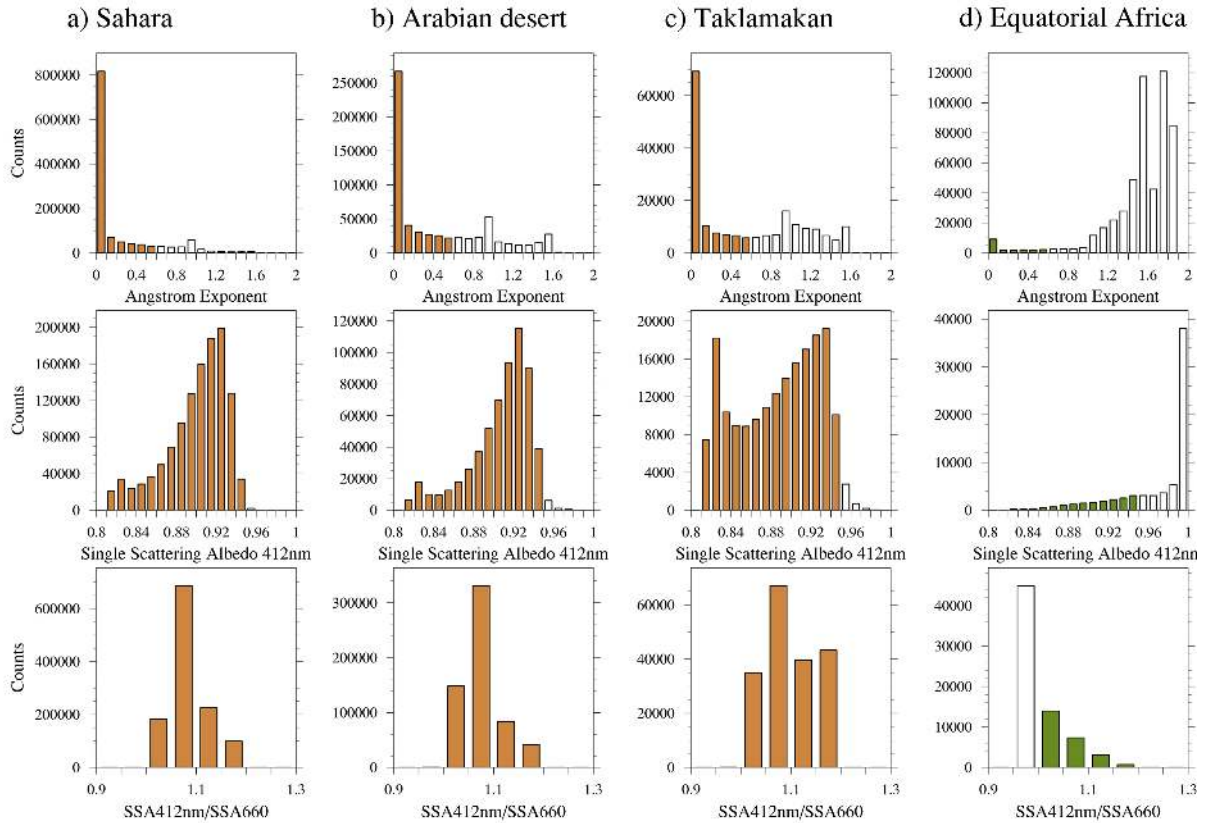 a) Sahara b) Arabian desert c) Taklamakan d) Equatorial Africa
800000 250000 60000 120000
600000 200000 100000
400000 150000 40000 80000
200000 100000 20000 60000
0 50000 0 40000
0 20000
0
Counts
0 0.4 0.8 1.2 1.6 2 0 0.4 0.8 1.2 1.6 2 0 0.4 0.8 1.2 1.6 2 0 0.4 0.8 1.2 1.6 2
Angstrom Exponent Angstrom Exponent Angstrom Exponent Angstrom Exponent
200000 120000 20000 40000
160000 100000 16000 30000
120000 80000 12000 20000
80000 60000 8000 10000
40000 40000 4000 0
0 20000 0
0
Counts
0.8 0.84 0.88 0.92 0.96 0.8 0.84 0.88 0.92 0.96 1 0.8 0.84 0.88 0.92 0.96 1 0.8 0.84 0.88 0.92 0.96 1
Single Scattering Albedo 412nm Single Scattering Albedo 412nm Single Scattering Albedo 412nm Single Scattering Albedo 412nm
600000 300000 60000 40000
400000 200000 40000 30000
200000 100000 20000 20000
0 0 0 10000
0
Counts
0.9 1.1 1.3 0.9 1.1 1.3 0.9 1.1 1.3 0.9 1.1 1.3
SSA412nm/SSA660 SSA412nm/SSA660 SSA412nm/SSA660 SSA412nm/SSA660